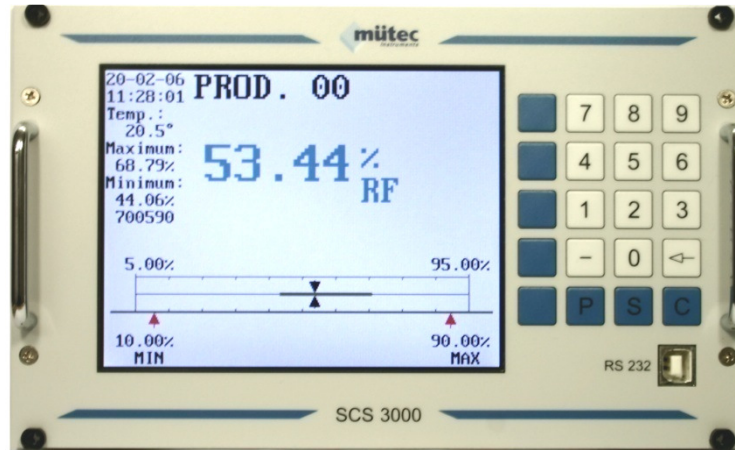 mütec
instruments
20-02-06
11:28:01
PROD. 00
Temp.:
20.5°
Maximum:
68.79%
Minimum:
44.06%
700590
53.44%
RF
5.00% 95.00%
10.00% 90.00%
MIN MAX
7 8 9
4 5 6
1 2 3
- 0
P S C
RS 232
SCS 3000